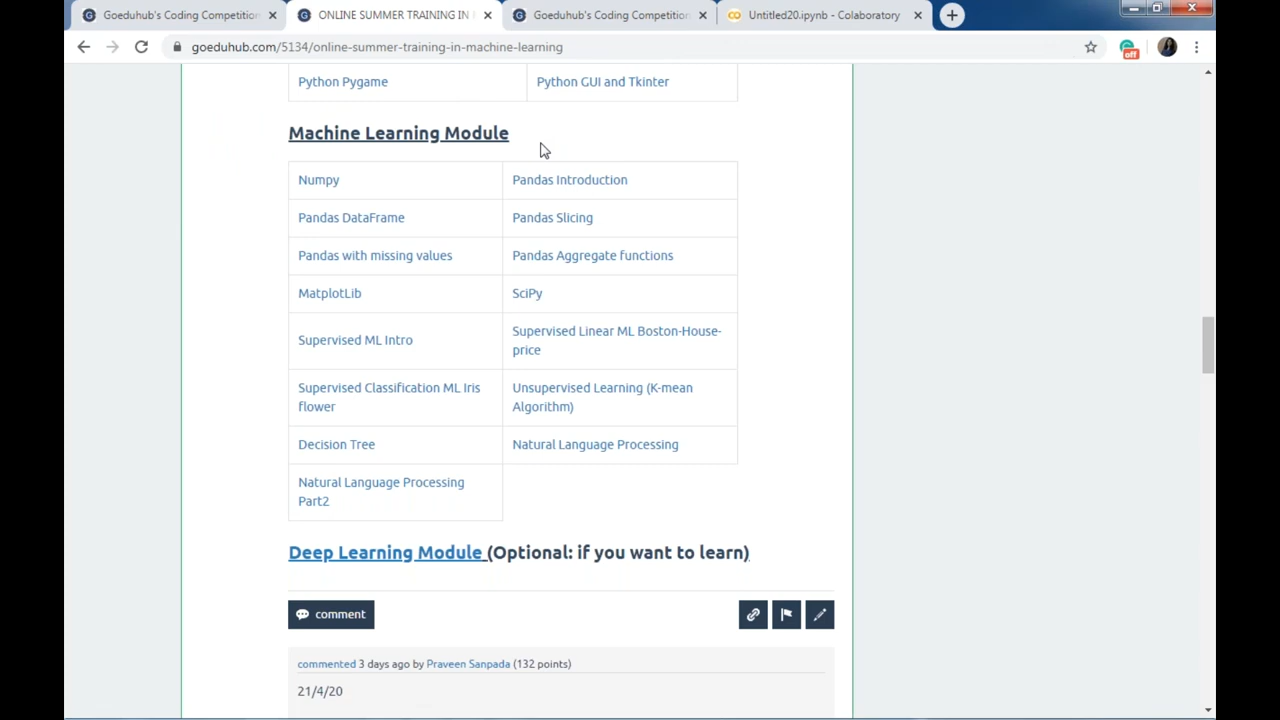 Goeduhub's Coding Competition
ONLINE SUMMER TRAINING IN
Goeduhub's Coding Competition
Untitled20.ipynb - Colaboratory
goeduhub.com/5134/online-summer-training-in-machine-learning
off
Python Pygame
Python GUI and Tkinter
Machine Learning Module
Numpy
Pandas Introduction
Pandas DataFrame
Pandas Slicing
Pandas with missing values
Pandas Aggregate functions
MatplotLib
SciPy
Supervised ML Intro
Supervised Linear ML Boston-House-
price
Supervised Classification ML Iris
flower
Unsupervised Learning (K-mean
Algorithm)
Decision Tree
Natural Language Processing
Natural Language Processing
Part2
Deep Learning Module (Optional: if you want to learn)
comment
commented 3 days ago by Praveen Sanpada (132 points)
21/4/20